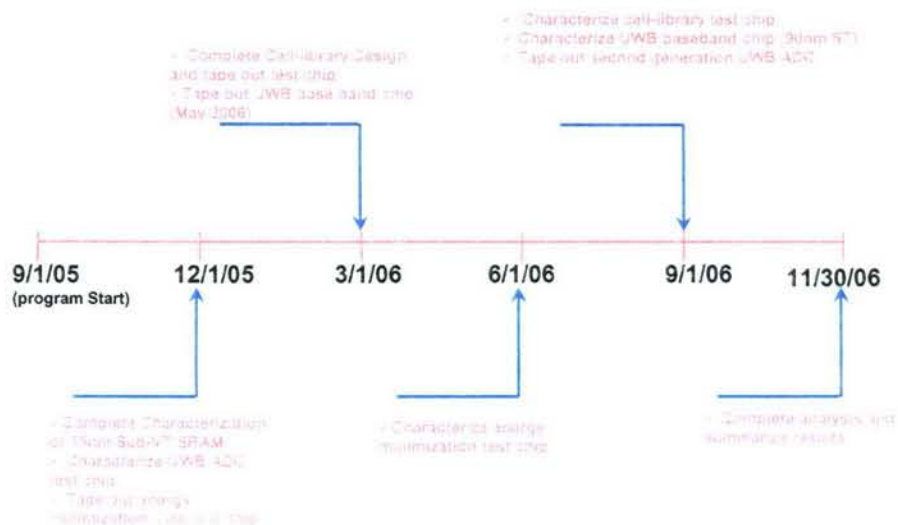 ✓ Characterize cell-library test chip
✓ Characterize UWB baseband chip (90nm ST)
✓ Tape out second generation UWB ADC
✓ Complete Cell-library Design
and tape out test chip
✓ Tape out UWB base band chip
(May 2006)
9/1/05
(program Start)
12/1/05
3/1/06
6/1/06
9/1/06
11/30/06
✓ Complete Characterization
of Sub-VT SRAM
✓ Characterize UWB ADC
test chip
✓ Tape out energy
minimization test chip
✓ Characterize energy
minimization test chip
✓ Complete analysis and
summarize results